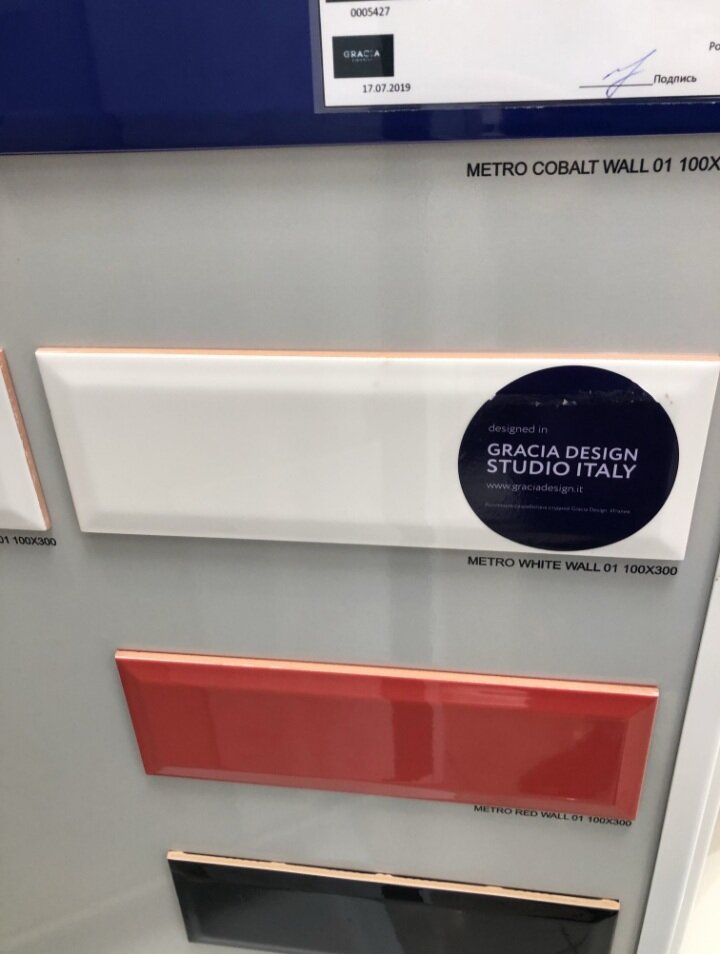 0005427
GRACIA
17.07.2019
Подпись
METRO COBALT WALL 01 100X
designed in
GRACIA DESIGN
STUDIO ITALY
www.graciadesign.it
01 100X300
METRO WHITE WALL 01 100X300
METRO RED WALL 01 100X300